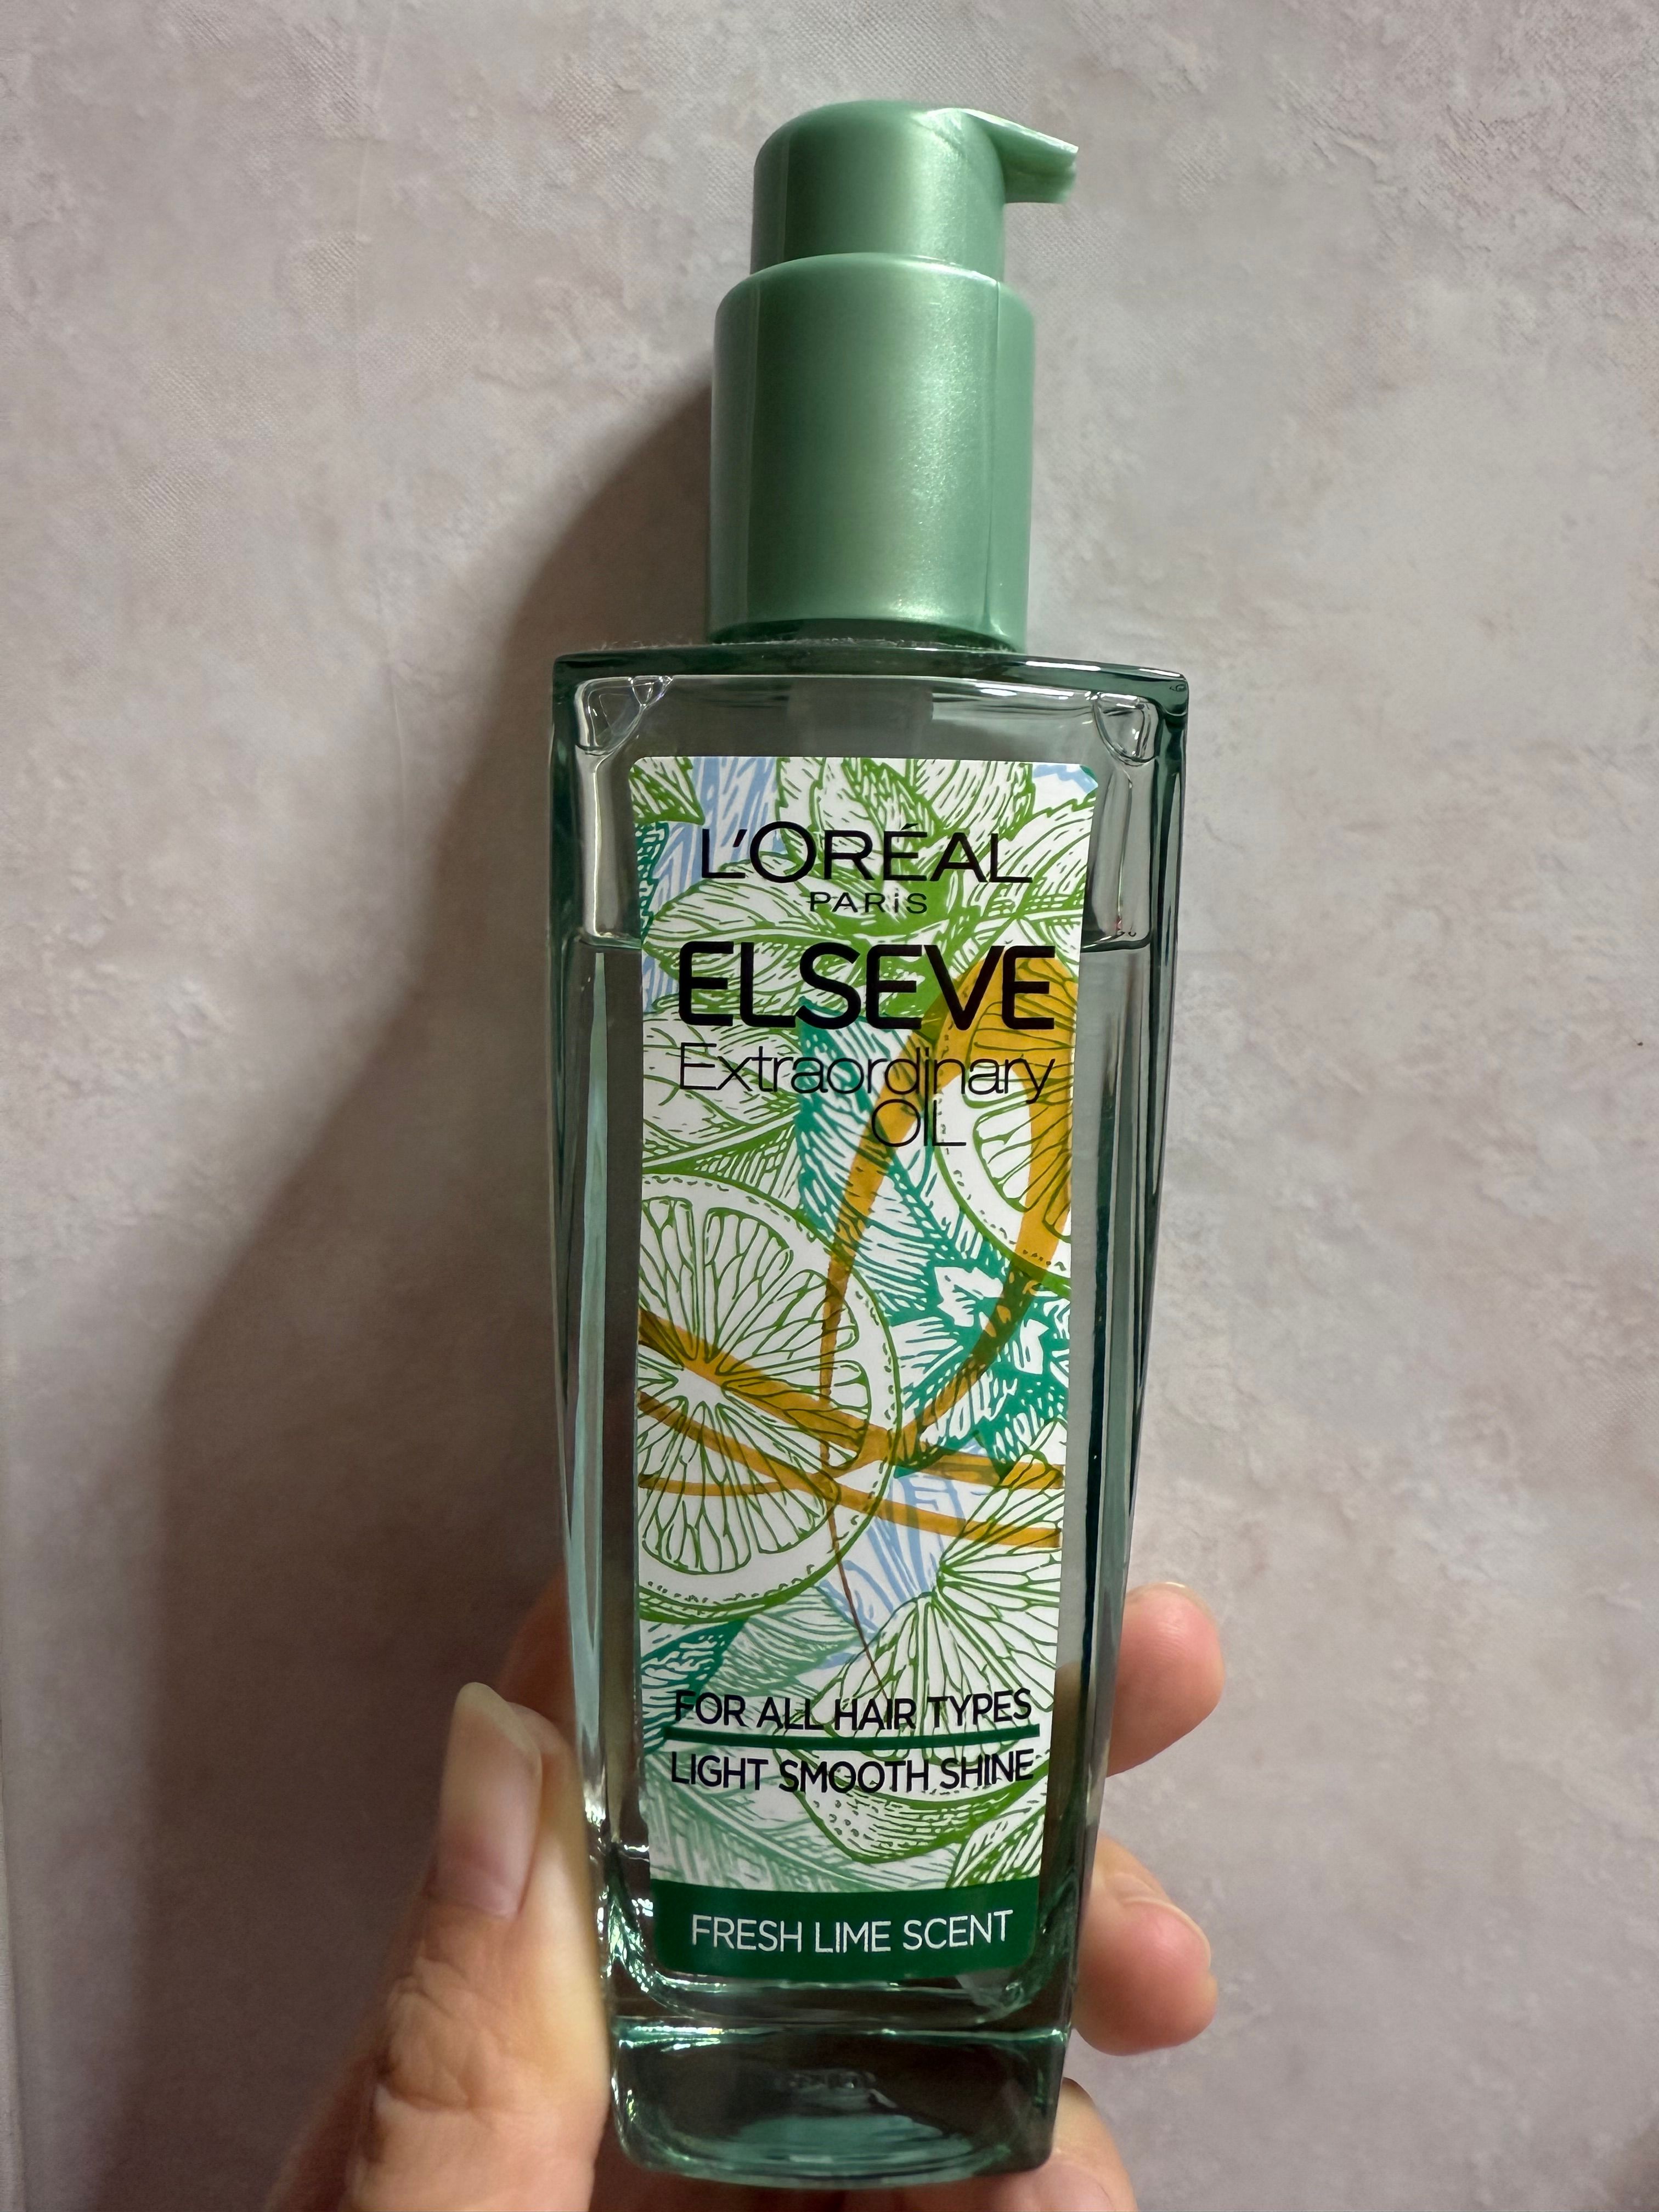 L'ORÉAL
PARiS
ELSEVE
Extraordinary
OIL
FOR ALL HAIR TYPES
LIGHT SMOOTH SHINE
FRESH LIME SCENT